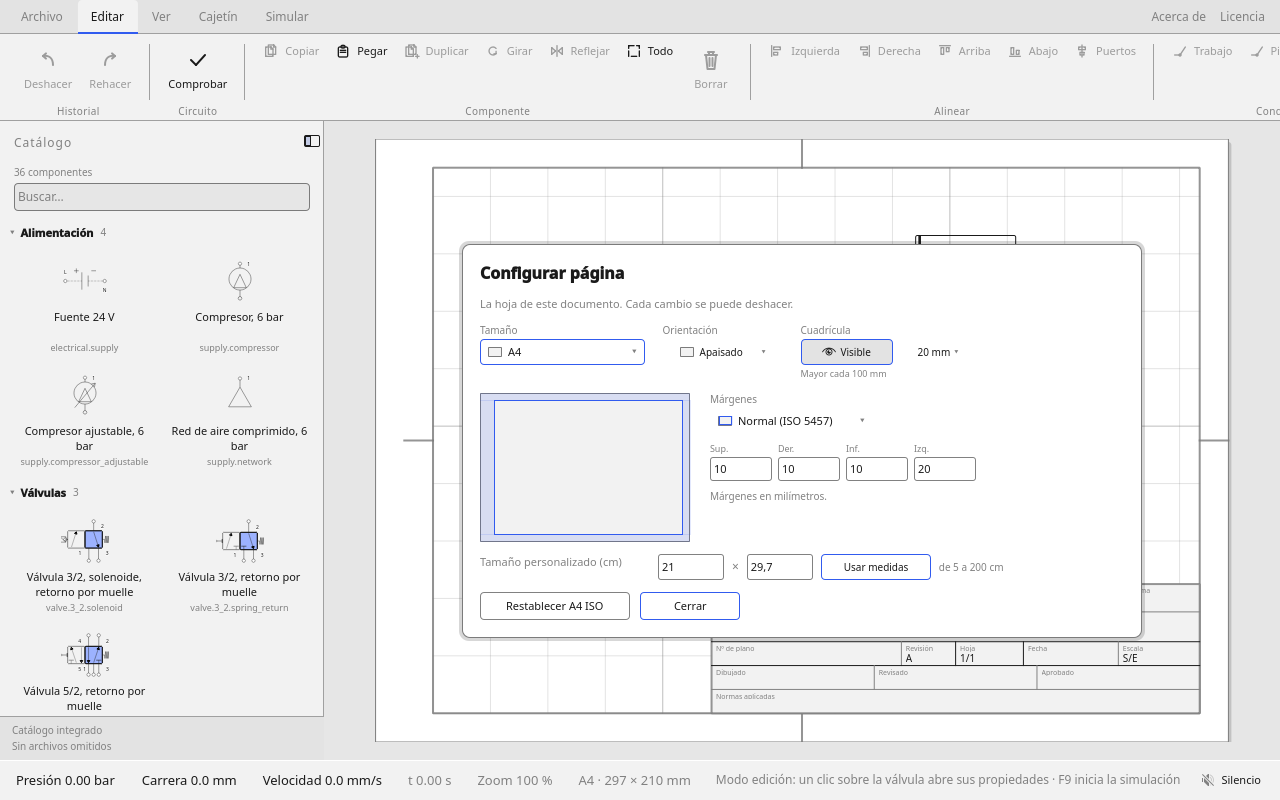 Archivo Editar Ver Cajetín Simular Acerca de Licencia
Copiar Pegar Duplicar Girar Reflejar Todo Izquierda Derecha Arriba Abajo Puertos Trabajo
Deshacer Rehacer Comprobar Borrar
Historial Circuito Componente Alinear
Catálogo
36 componentes
Buscar...
Alimentación 4
Fuente 24 V
electrical.supply
Compresor, 6 bar
supply.compressor
Compresor ajustable, 6
bar
supply.compressor_adjustable
Red de aire comprimido, 6
bar
supply.network
Válvulas 3
Válvula 3/2, solenoide,
retorno por muelle
valve.3_2.solenoid
Válvula 3/2, retorno por
muelle
valve.3_2.spring_return
Válvula 5/2, retorno por
muelle
Catálogo integrado
Sin archivos omitidos
Configurar página
La hoja de este documento. Cada cambio se puede deshacer.
Tamaño Orientación Cuadrícula
A4 Apaisado Visible 20 mm
Mayor cada 100 mm
Márgenes
Normal (ISO 5457)
Sup. Der. Inf. Izq.
10 10 10 20
Márgenes en milímetros.
Tamaño personalizado (cm) 21 × 29,7 Usar medidas de 5 a 200 cm
Restablecer A4 ISO Cerrar
Nº de plano Revisión Hoja Fecha Escala
A 1/1 S/E
Dibujado Revisado Aprobado
Normas aplicadas
Presión 0.00 bar Carrera 0.0 mm Velocidad 0.0 mm/s t 0.00 s Zoom 100 % A4 · 297 × 210 mm Modo edición: un clic sobre la válvula abre sus propiedades · F9 inicia la simulación Silencio